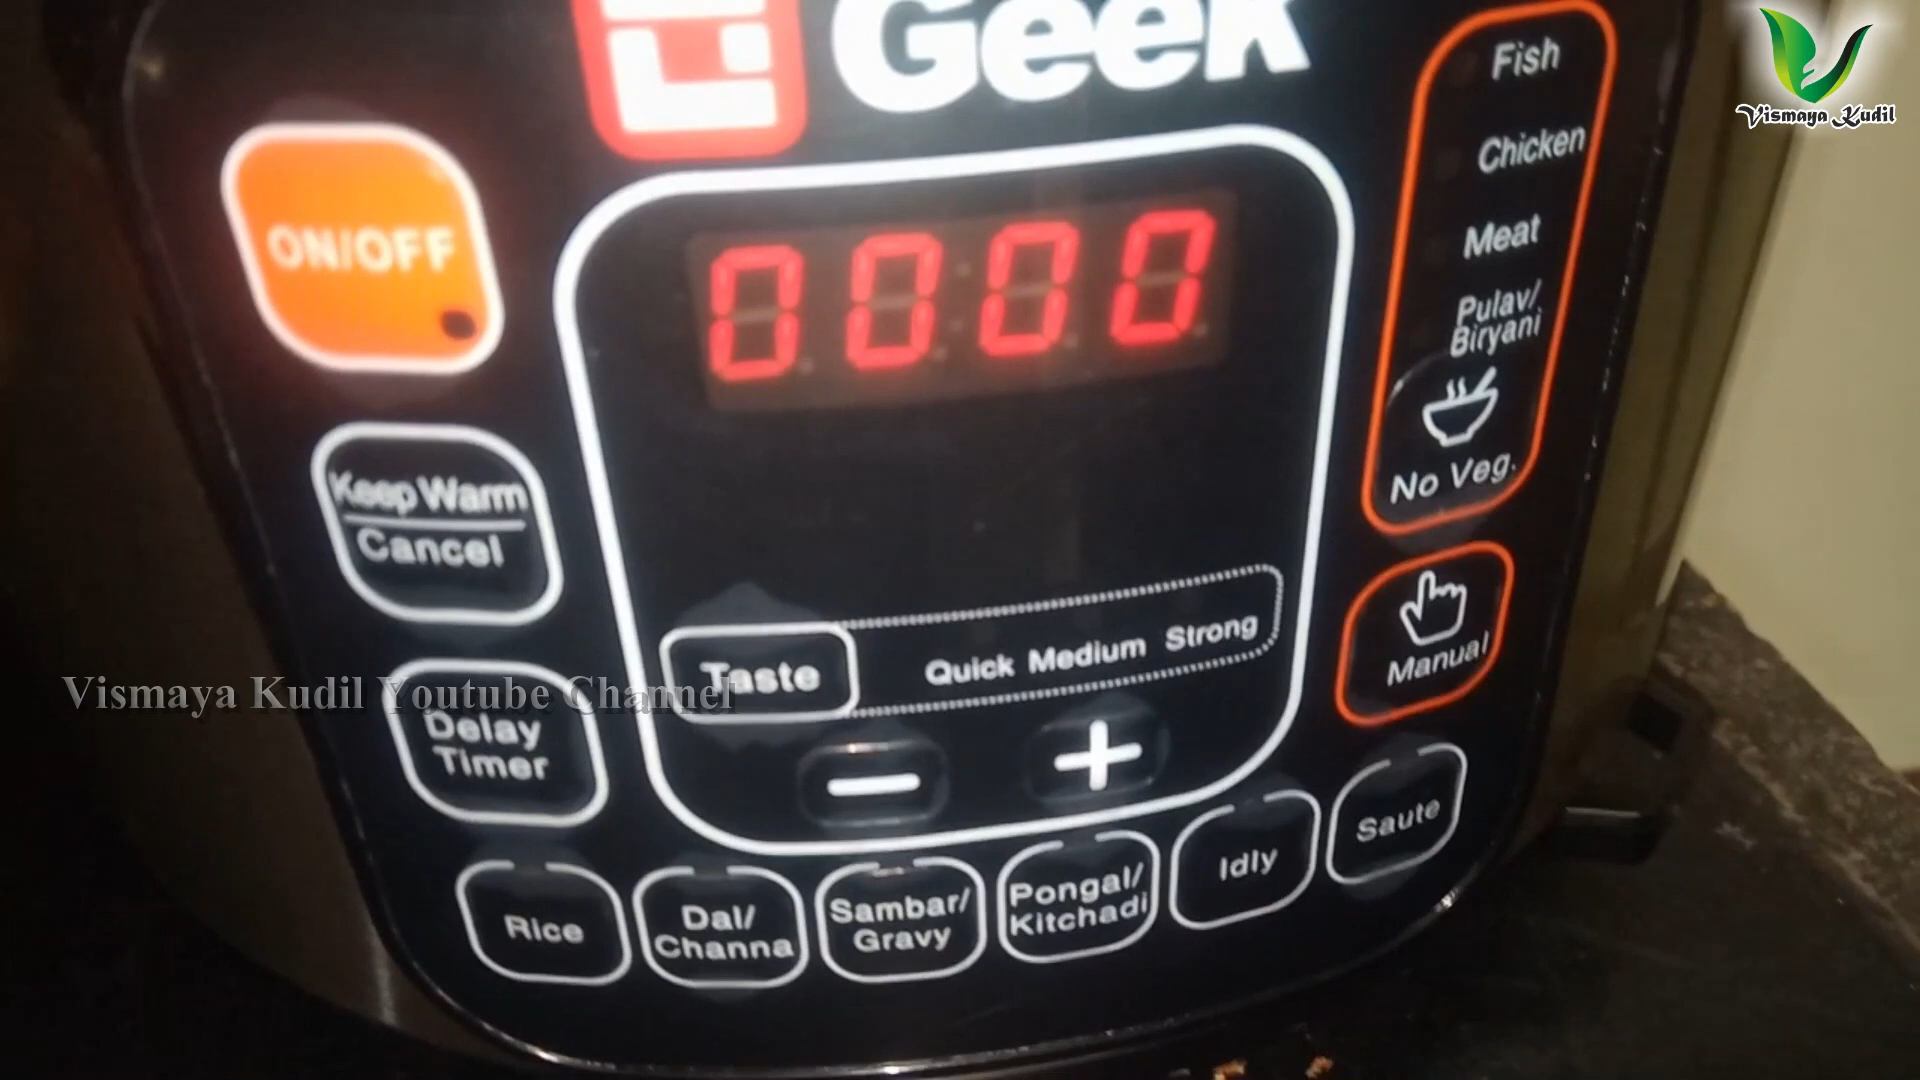 Geek
Vismaya Kudil
ON/OFF
0000
Fish
Chicken
Meat
Pulav/
Biryani
No Veg.
Keep Warm
Cancel
Manual
Taste
Quick Medium Strong
Vismaya Kudil Youtube Channel
Delay
Timer
− +
Rice
Dal/
Channa
Sambar/
Gravy
Pongal/
Kitchadi
Idly
Saute